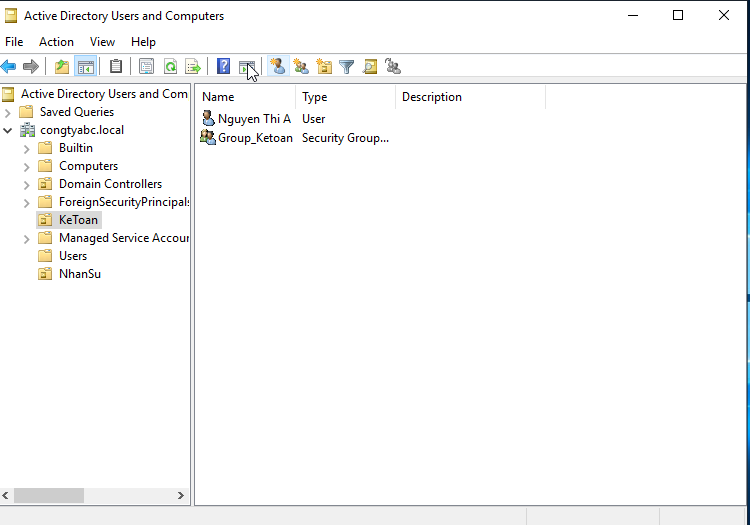 Active Directory Users and Computers
File Action View Help
Active Directory Users and Com
Saved Queries
congtyabc.local
Builtin
Computers
Domain Controllers
ForeignSecurityPrincipals
KeToan
Managed Service Accour
Users
NhanSu
Name Type Description
Nguyen Thi A User
Group_Ketoan Security Group...